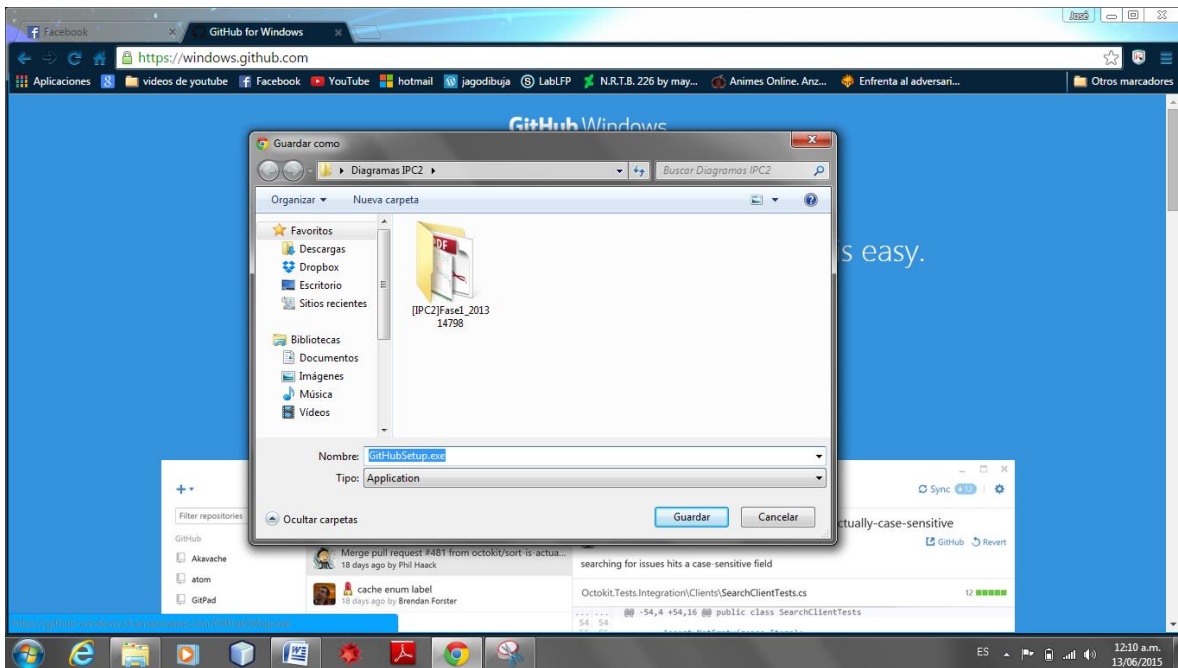 José
Facebook
GitHub for Windows
https://windows.github.com
Aplicaciones
videos de youtube
Facebook
YouTube
hotmail
jagodibuja
LabLFP
N.R.T.B. 226 by may...
Animes Online. Anz...
Enfrenta al adversari...
Otros marcadores
GitHub Windows
Guardar como
Diagramas IPC2
Buscar Diagramas IPC2
Organizar
Nueva carpeta
Favoritos
Descargas
Dropbox
Escritorio
Sitios recientes
Bibliotecas
Documentos
Imágenes
Música
Vídeos
PDF
[IPC2]Fase1_2013
14798
s easy.
Nombre: GitHubSetup.exe
Tipo: Application
Ocultar carpetas
Guardar
Cancelar
Sync +12
Filter repositories
GitHub
Akavache
atom
GitPad
Merge pull request #481 from octokit/sort-is-actua...
18 days ago by Phil Haack
cache enum label
18 days ago by Brendan Forster
ctually-case-sensitive
GitHub
Revert
searching for issues hits a case-sensitive field
Octokit.Tests.Integration\Clients\SearchClientTests.cs
12
... ... @@ -54,4 +54,16 @@ public class SearchClientTests
54 54
ES
12:10 a.m.
13/06/2015